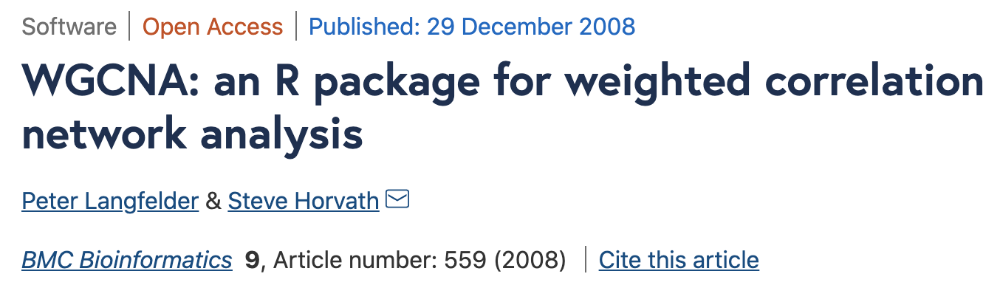 Software | Open Access | Published: 29 December 2008
WGCNA: an R package for weighted correlation
network analysis
Peter Langfelder & Steve Horvath
BMC Bioinformatics 9, Article number: 559 (2008) | Cite this article